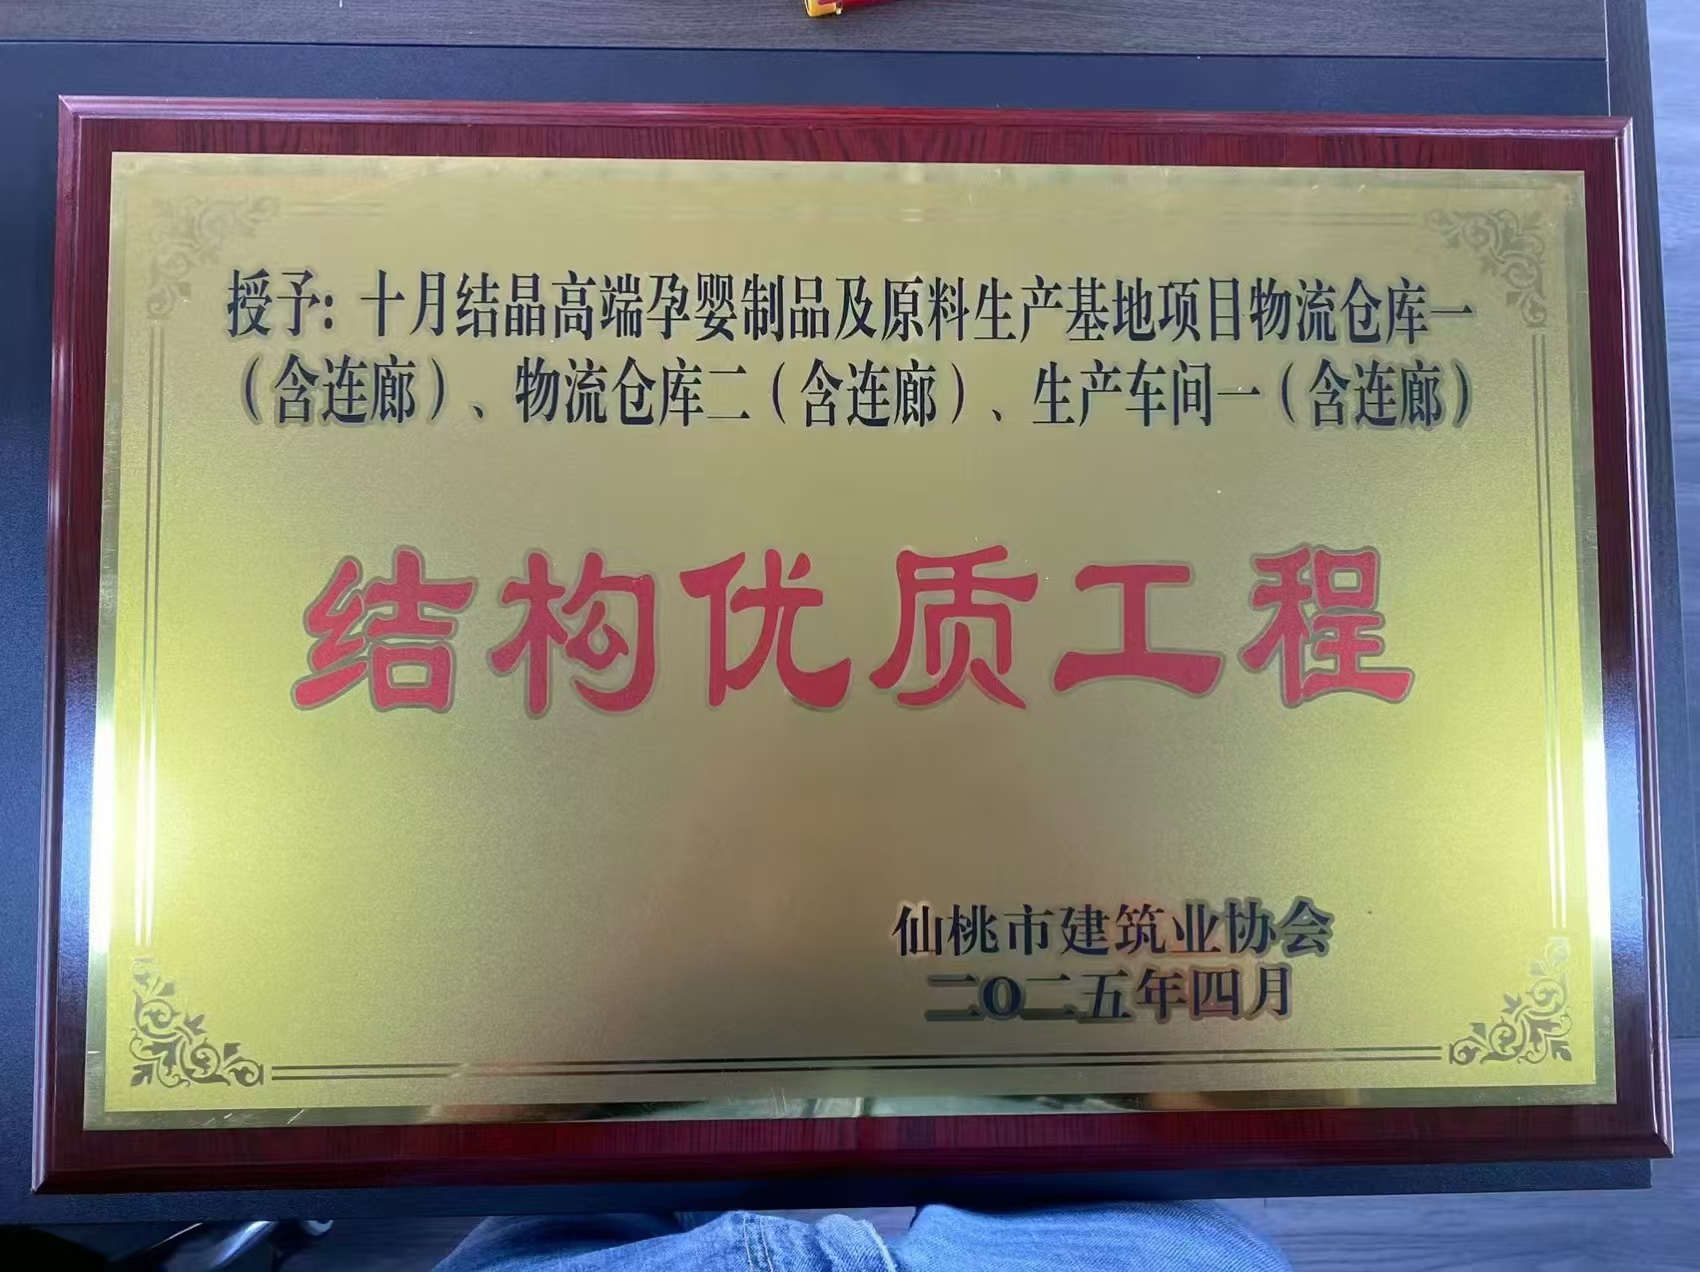 授予：十月结晶高端孕婴制品及原料生产基地项目物流仓库一
（含连廊）、物流仓库二（含连廊）、生产车间一（含连廊）
结构优质工程
仙桃市建筑业协会
二O二五年四月